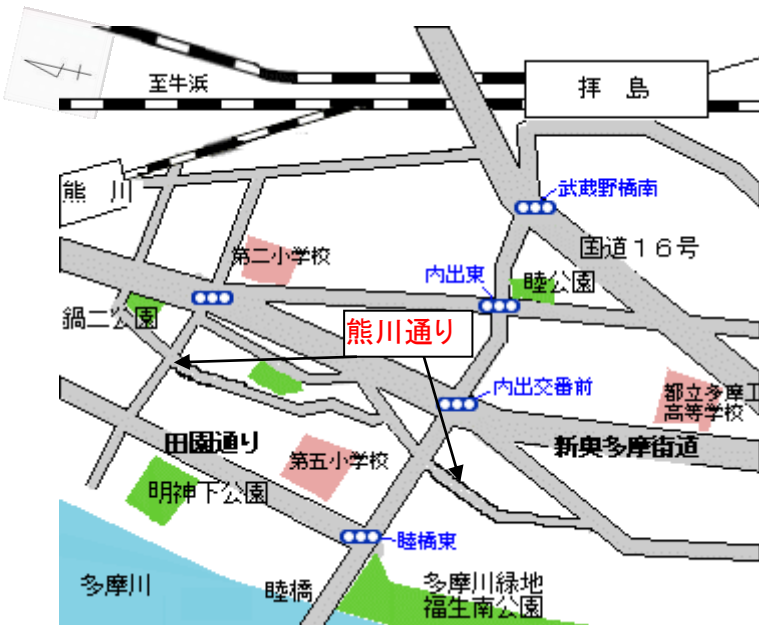 至牛浜
拝島
熊川
武蔵野橋南
第二小学校
国道16号
内出東
睦公園
鍋二公園
熊川通り
内出交番前
都立多摩工
高等学校
田園通り
新奥多摩街道
第五小学校
明神下公園
睦橋東
多摩川
睦橋
多摩川緑地
福生南公園